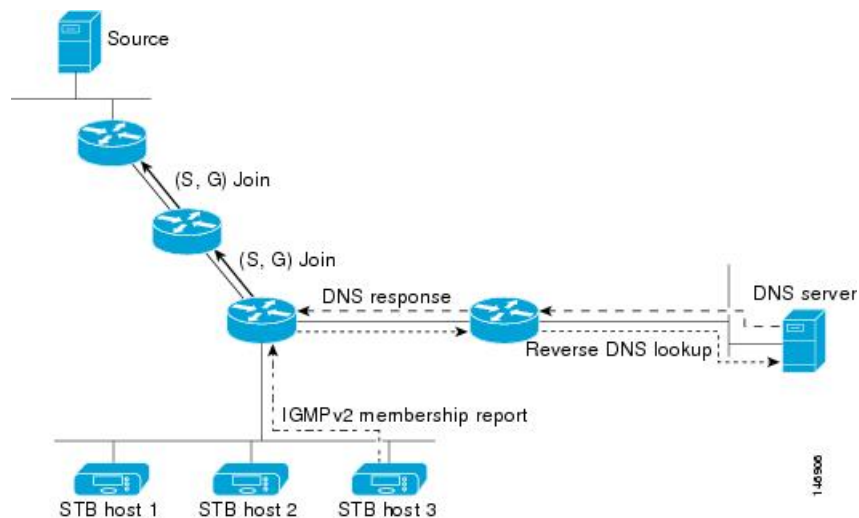 Source
(S, G) Join
(S, G) Join
DNS response
DNS server
Reverse DNS lookup
IGMPv2 membership report
STB host 1
STB host 2
STB host 3
146906